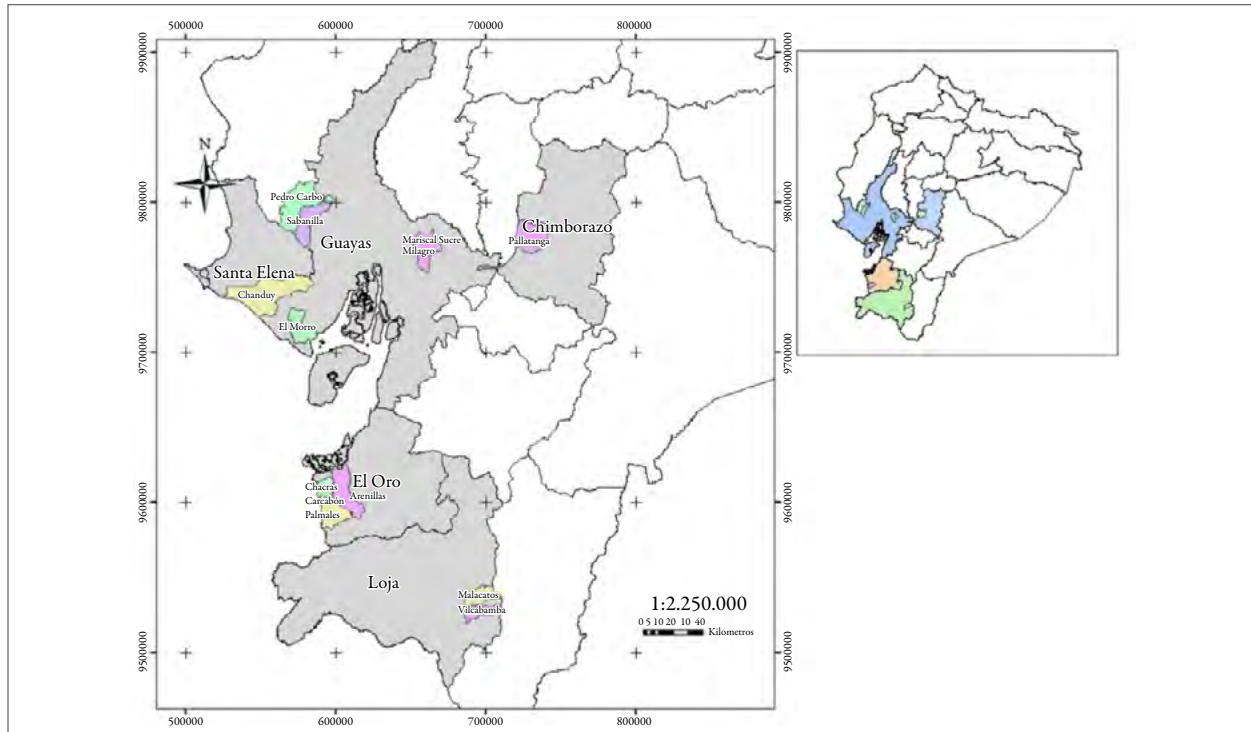 500000
600000
700000
800000
9900000
9900000
N
Pedro Carbo
9800000
9800000
Sabanilla
Guayas
Mariscal Sucre
Milagro
Chimborazo
Pallatanga
Santa Elena
Chanduy
El Morro
9700000
9700000
Chacras
El Oro
Arenillas
Carcabón
Palmales
9600000
9600000
Loja
Malacatos
Vilcabamba
1:2.250.000
0 5 10 20 30 40
Kilometros
9500000
9500000
500000
600000
700000
800000